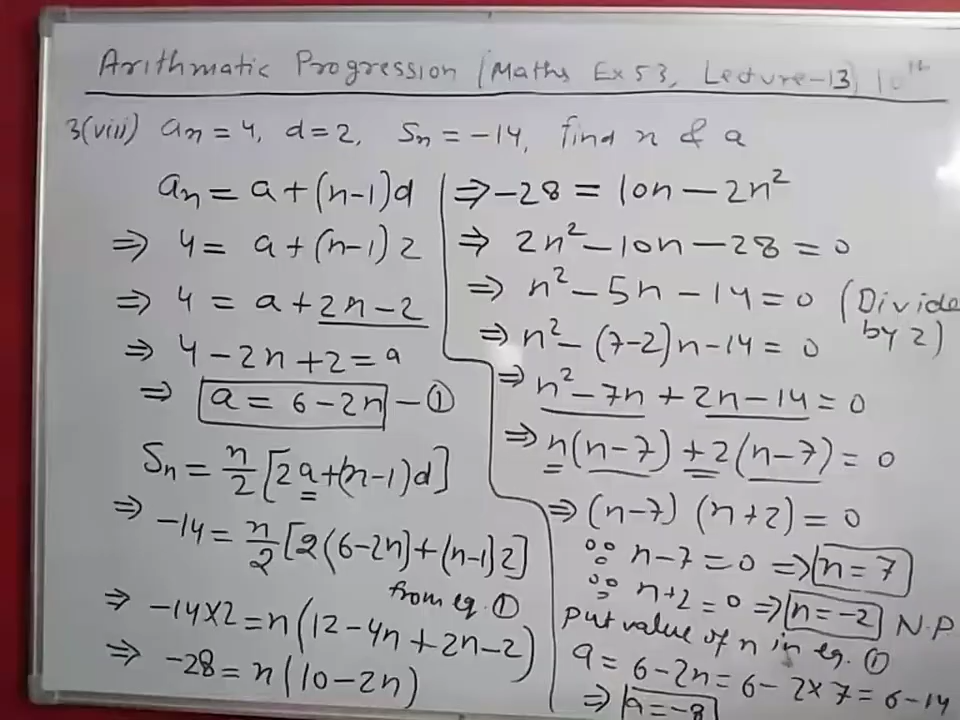 Arithmatic Progression (Maths Ex 53, Lecture-13) 10th
3(viii) an = 4, d = 2, Sn = -14, find n & a
an = a + (n-1)d
⇒ 4 = a + (n-1) 2
⇒ 4 = a + 2n - 2
⇒ 4 - 2n + 2 = a
⇒ a = 6 - 2n — ①
Sn = n/2 [2a + (n-1)d]
⇒ -14 = n/2 [2(6-2n) + (n-1)2]
from eq. ①
⇒ -14×2 = n(12 - 4n + 2n - 2)
⇒ -28 = n(10 - 2n)
⇒ -28 = 10n - 2n²
⇒ 2n² - 10n - 28 = 0
⇒ n² - 5n - 14 = 0 (Divide
by 2)
⇒ n² - (7-2)n - 14 = 0
⇒ n² - 7n + 2n - 14 = 0
⇒ n(n-7) + 2(n-7) = 0
⇒ (n-7) (n+2) = 0
∵ n - 7 = 0 ⇒ n = 7
∵ n + 2 = 0 ⇒ n = -2 N.P
Put value of n in eq. ①
a = 6 - 2n = 6 - 2×7 = 6 - 14
⇒ a = -8